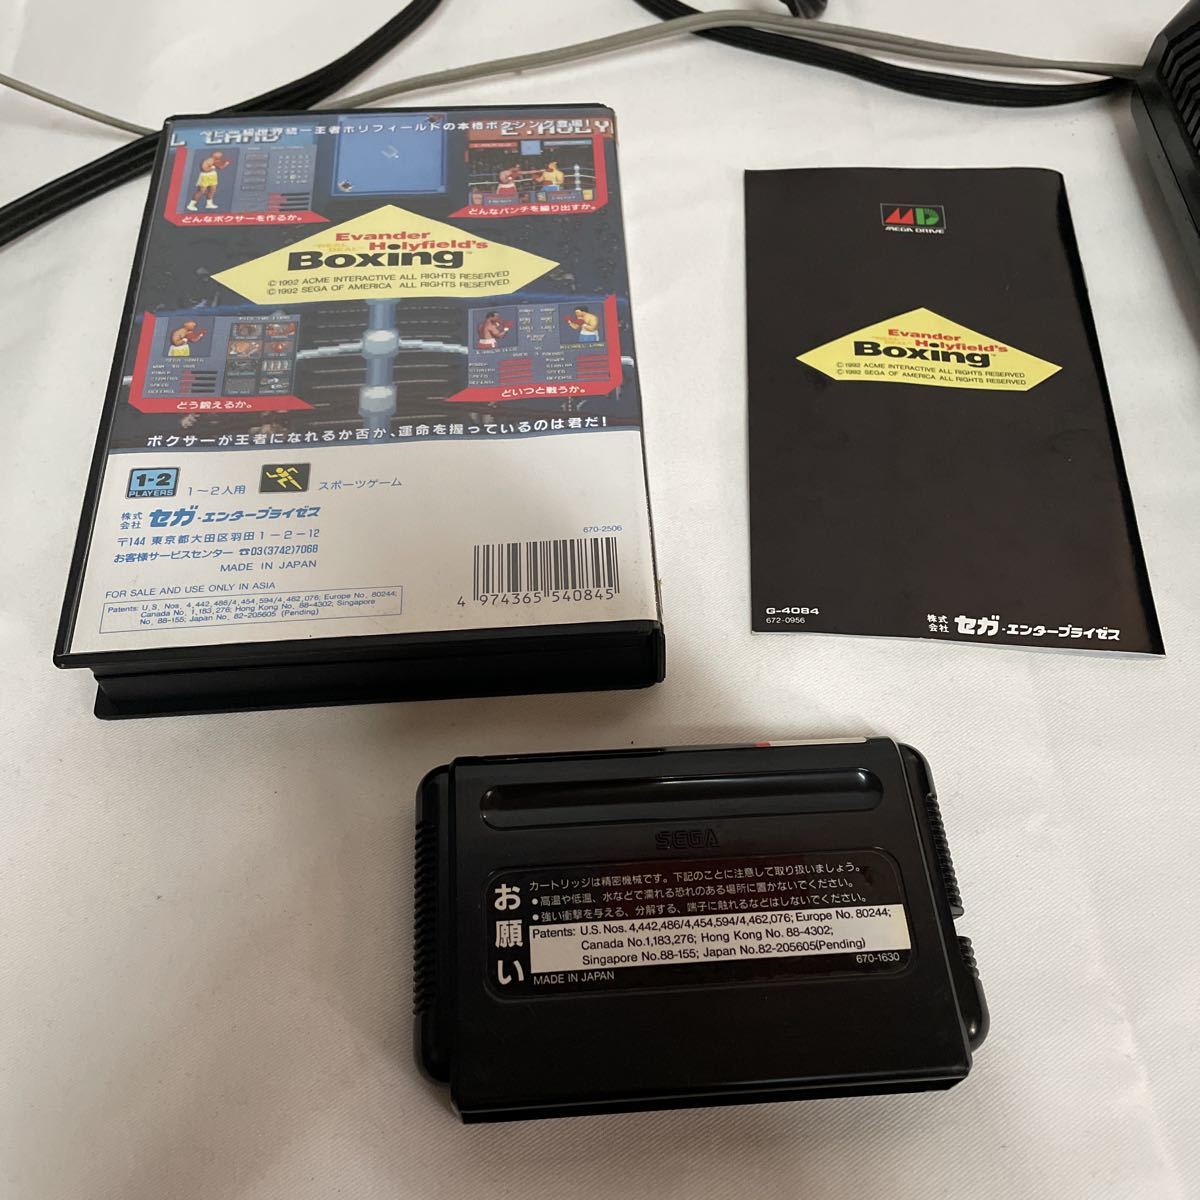 ヘビー級世界統一王者ホリフィールドの本格ボクシング登場!
どんなボクサーを作るか。
どんなパンチを繰り出すか。
Evander
"REAL DEAL" Holyfield's
Boxing™
©1992 ACME INTERACTIVE ALL RIGHTS RESERVED
©1992 SEGA OF AMERICA ALL RIGHTS RESERVED
どう鍛えるか。
どいつと戦うか。
ボクサーが王者になれるか否か、運命を握っているのは君だ!
1-2
PLAYERS
1〜2人用
スポーツゲーム
株式会社 セガ・エンタープライゼス
〒144 東京都大田区羽田1-2-12
お客様サービスセンター ☎03(3742)7068
MADE IN JAPAN
670-2506
FOR SALE AND USE ONLY IN ASIA
Patents: U.S. Nos. 4,442,486/4,454,594/4,462,076; Europe No. 80244;
Canada No. 1,183,276; Hong Kong No. 88-4302; Singapore
No. 88-155; Japan No. 82-205605 (Pending)
4 974365 540845
MD
MEGA DRIVE
Evander
"REAL DEAL" Holyfield's
Boxing™
©1992 ACME INTERACTIVE ALL RIGHTS RESERVED
©1992 SEGA OF AMERICA ALL RIGHTS RESERVED
G-4084
672-0956
株式会社 セガ・エンタープライゼス
SEGA
お願い
カートリッジは精密機械です。下記のことに注意して取り扱いましょう。
●高温や低温、水などで濡れる恐れのある場所に置かないでください。
●強い衝撃を与える、分解する、端子に触れるなどはしないでください。
Patents: U.S. Nos. 4,442,486/4,454,594/4,462,076; Europe No. 80244;
Canada No.1,183,276; Hong Kong No. 88-4302;
Singapore No.88-155; Japan No.82-205605(Pending)
MADE IN JAPAN
670-1630